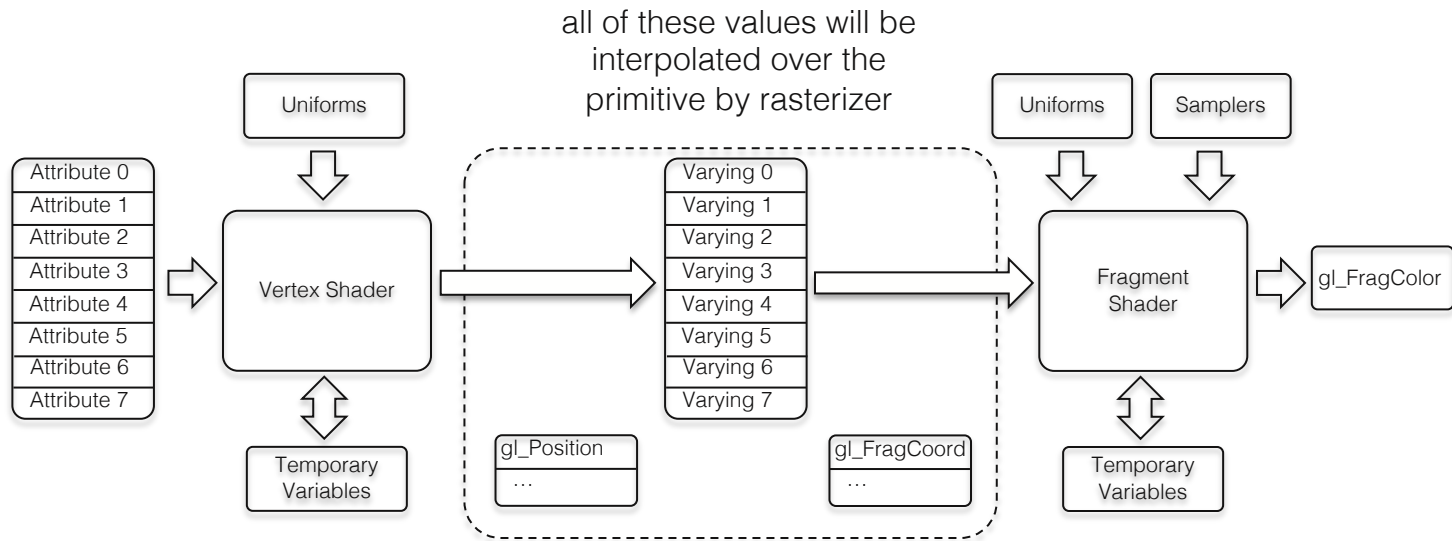 all of these values will be
interpolated over the
primitive by rasterizer
Uniforms
Uniforms
Samplers
Attribute 0
Attribute 1
Attribute 2
Attribute 3
Attribute 4
Attribute 5
Attribute 6
Attribute 7
Vertex Shader
Temporary
Variables
Varying 0
Varying 1
Varying 2
Varying 3
Varying 4
Varying 5
Varying 6
Varying 7
gl_Position
...
gl_FragCoord
...
Fragment
Shader
Temporary
Variables
gl_FragColor